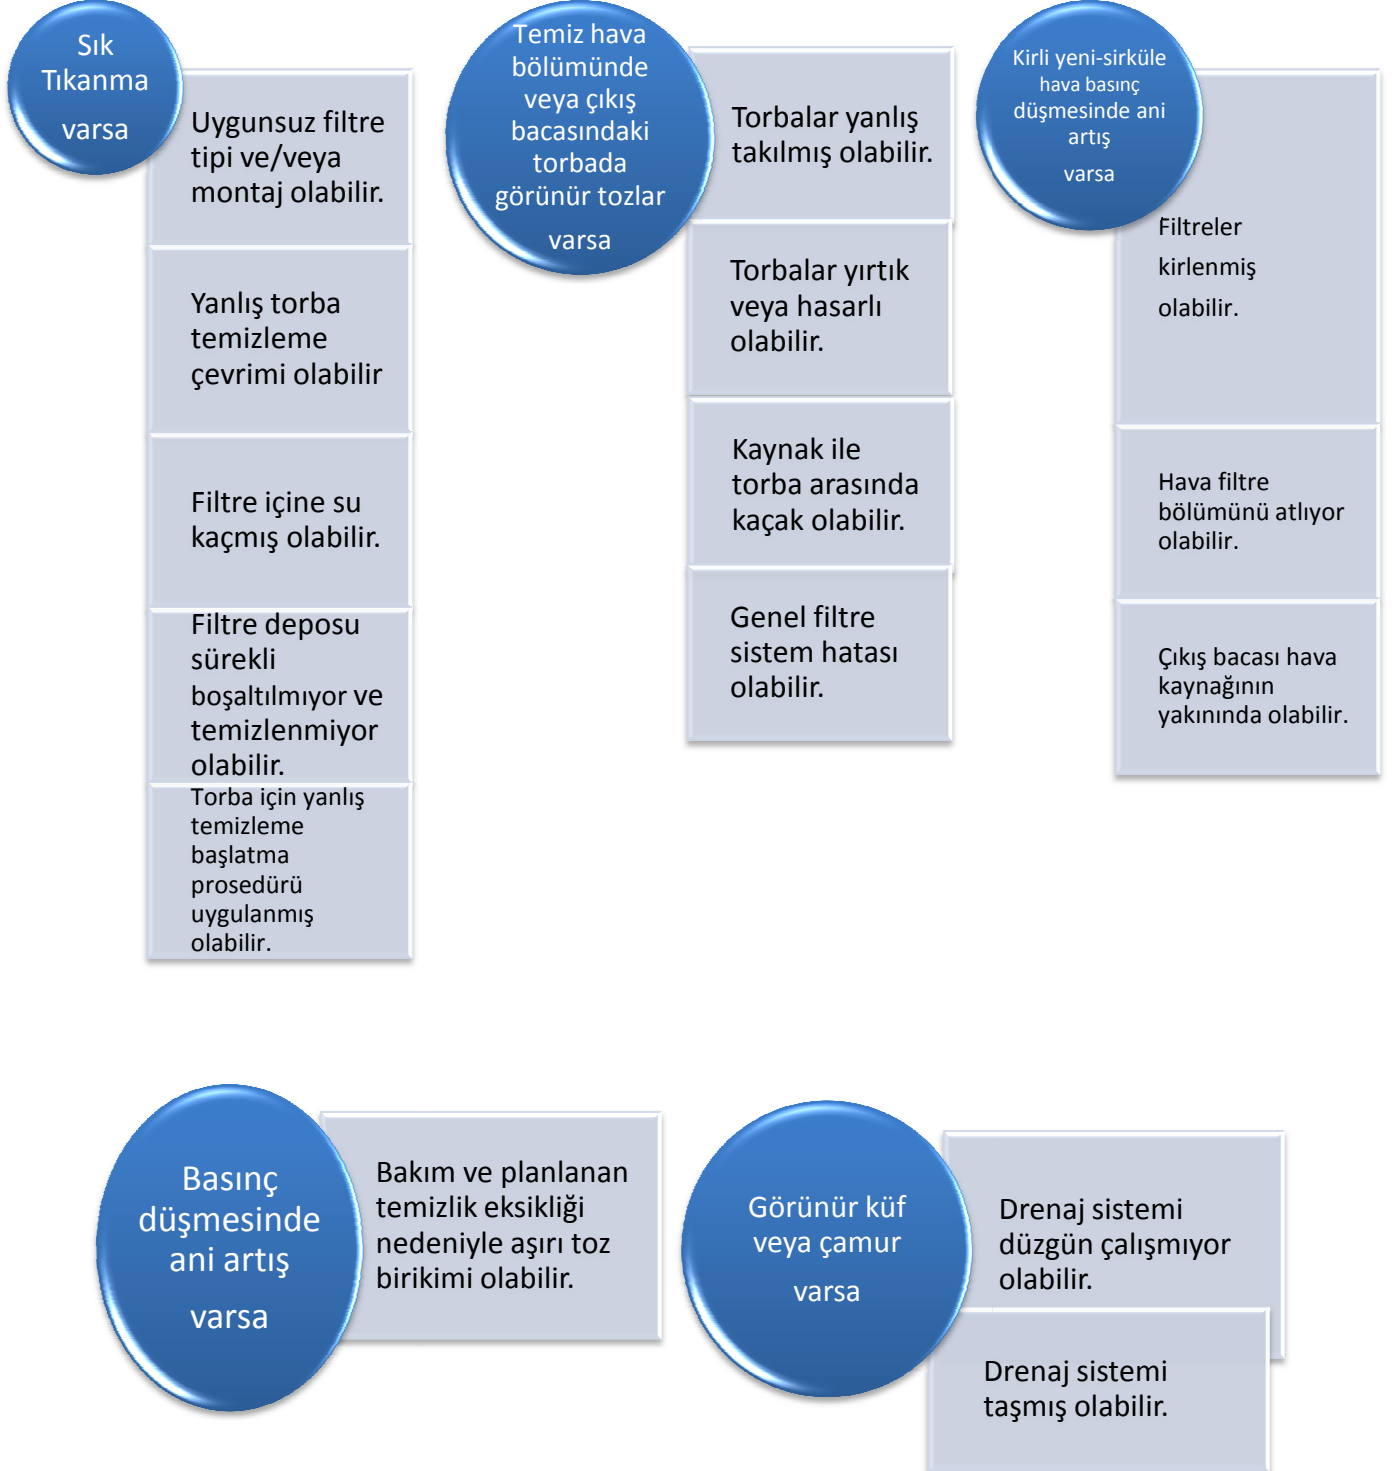 Sık
Tıkanma
varsa
Uygunsuz filtre
tipi ve/veya
montaj olabilir.
Yanlış torba
temizleme
çevrimi olabilir
Filtre içine su
kaçmış olabilir.
Filtre deposu
sürekli
boşaltılmıyor ve
temizlenmiyor
olabilir.
Torba için yanlış
temizleme
başlatma
prosedürü
uygulanmış
olabilir.
Temiz hava
bölümünde
veya çıkış
bacasındaki
torbada
görünür tozlar
varsa
Torbalar yanlış
takılmış olabilir.
Torbalar yırtık
veya hasarlı
olabilir.
Kaynak ile
torba arasında
kaçak olabilir.
Genel filtre
sistem hatası
olabilir.
Kirli yeni-sirküle
hava basınç
düşmesinde ani
artış
varsa
Filtreler
kirlenmiş
olabilir.
Hava filtre
bölümünü atlıyor
olabilir.
Çıkış bacası hava
kaynağının
yakınında olabilir.
Basınç
düşmesinde
ani artış
varsa
Bakım ve planlanan
temizlik eksikliği
nedeniyle aşırı toz
birikimi olabilir.
Görünür küf
veya çamur
varsa
Drenaj sistemi
düzgün çalışmıyor
olabilir.
Drenaj sistemi
taşmış olabilir.